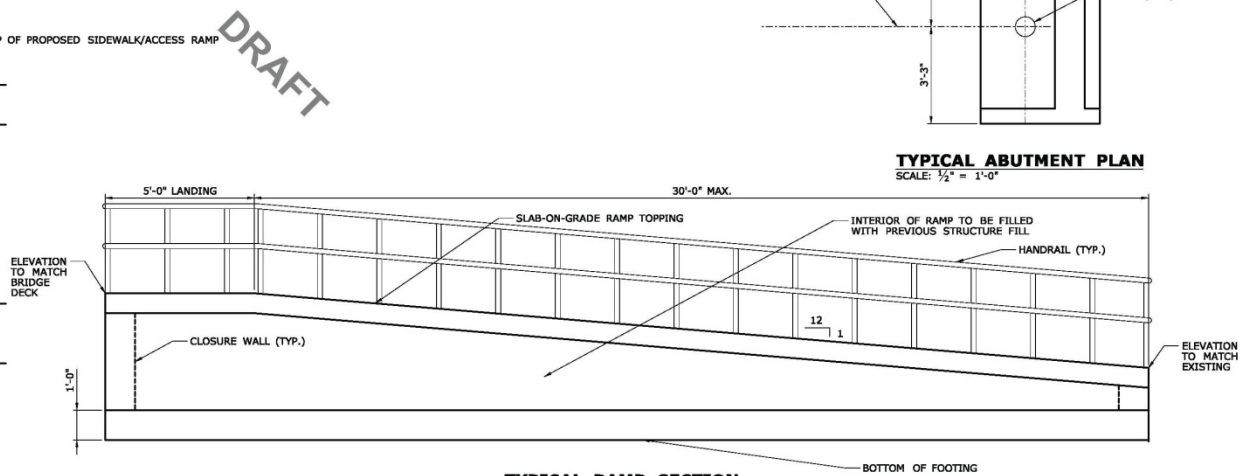 OF PROPOSED SIDEWALK/ACCESS RAMP
DRAFT
3'-3"
TYPICAL ABUTMENT PLAN
SCALE: ½" = 1'-0"
5'-0" LANDING
30'-0" MAX.
SLAB-ON-GRADE RAMP TOPPING
INTERIOR OF RAMP TO BE FILLED
WITH PREVIOUS STRUCTURE FILL
HANDRAIL (TYP.)
ELEVATION
TO MATCH
BRIDGE
DECK
12
1
CLOSURE WALL (TYP.)
ELEVATION
TO MATCH
EXISTING
1'-0"
BOTTOM OF FOOTING
TYPICAL RAMP SECTION